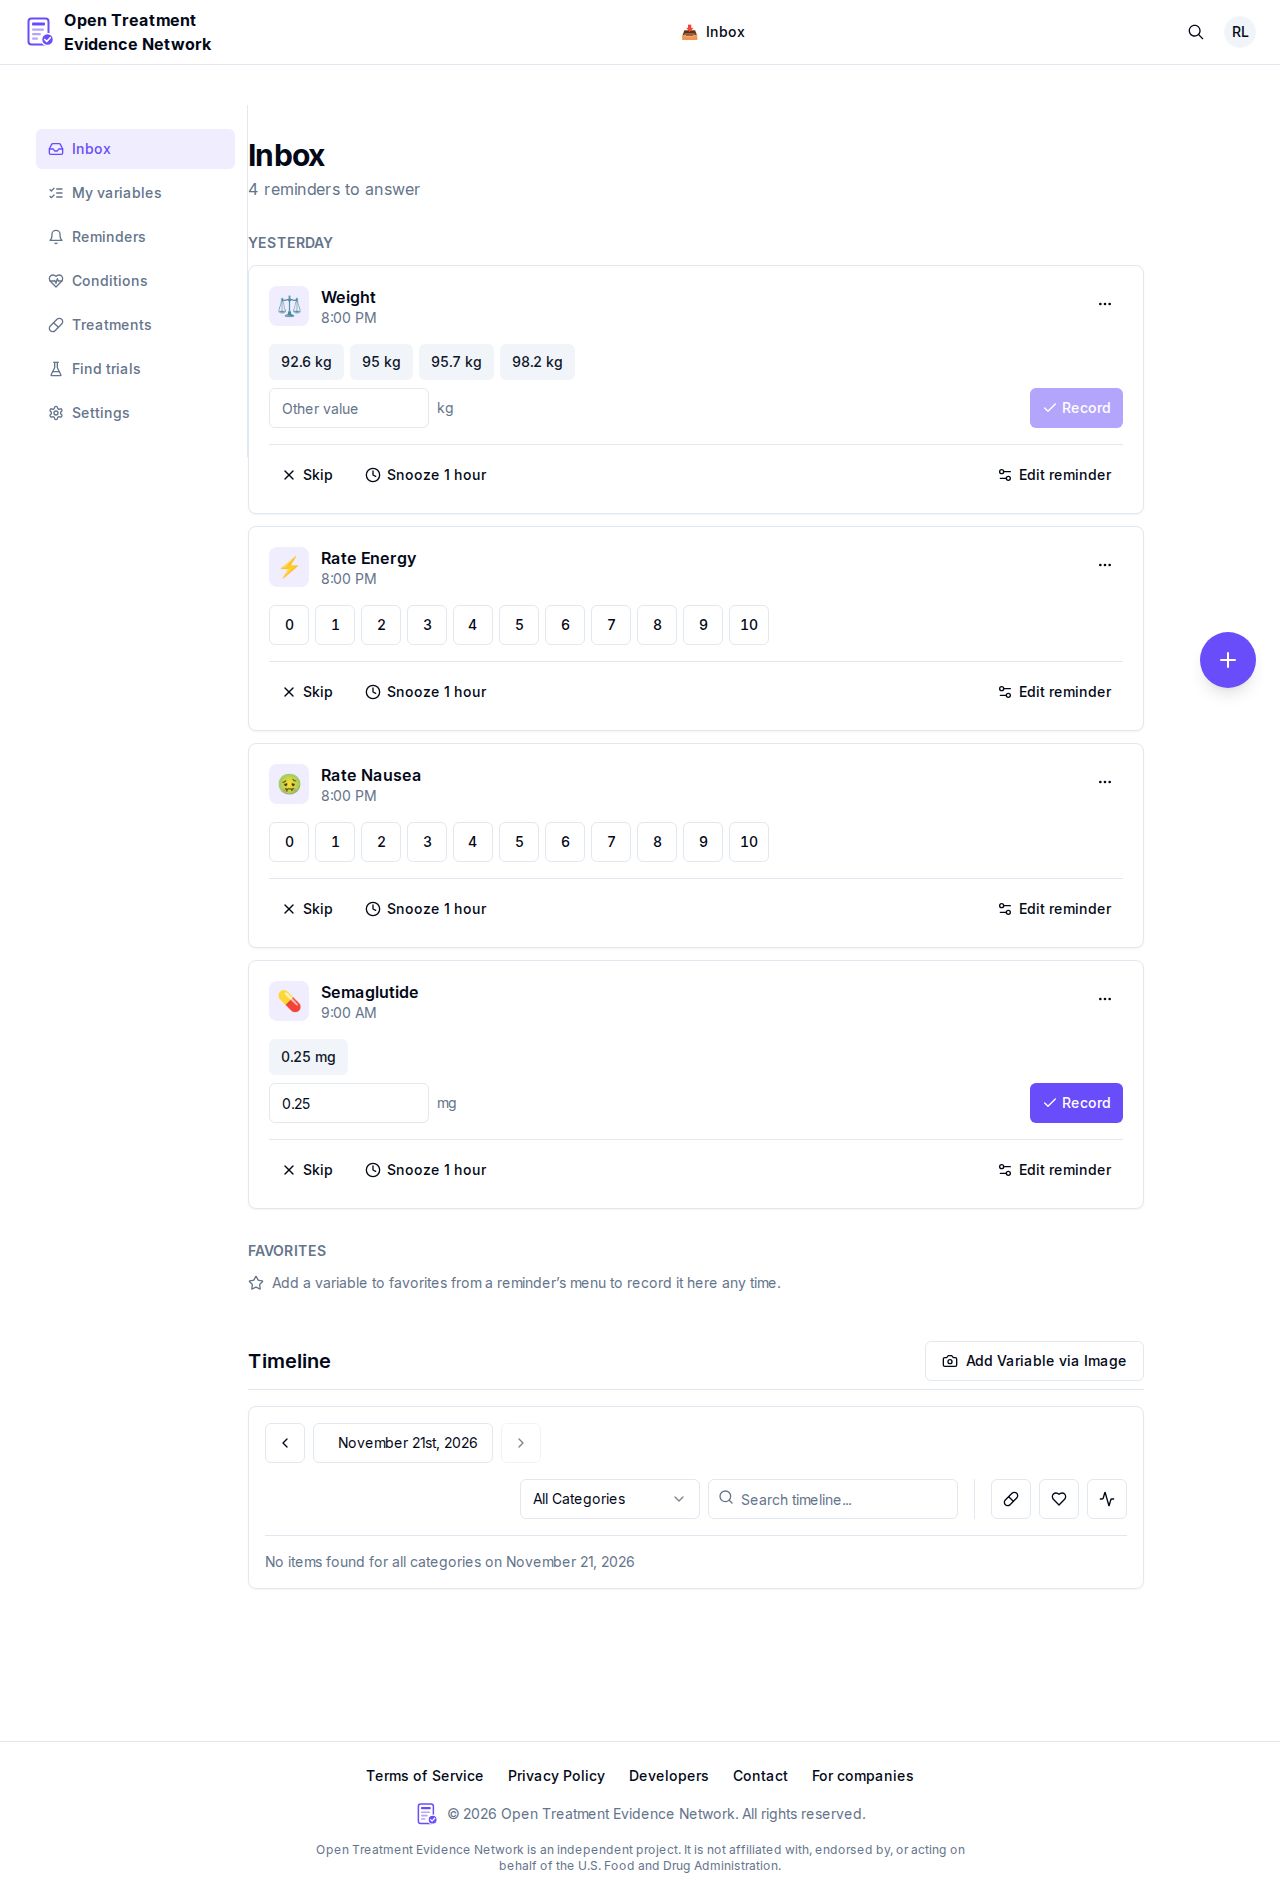 Open Treatment
Evidence Network
Inbox
RL
Inbox
My variables
Reminders
Conditions
Treatments
Find trials
Settings
Inbox
4 reminders to answer
YESTERDAY
Weight
8:00 PM
92.6 kg 95 kg 95.7 kg 98.2 kg
Other value kg Record
Skip Snooze 1 hour Edit reminder
Rate Energy
8:00 PM
0 1 2 3 4 5 6 7 8 9 10
Skip Snooze 1 hour Edit reminder
Rate Nausea
8:00 PM
0 1 2 3 4 5 6 7 8 9 10
Skip Snooze 1 hour Edit reminder
Semaglutide
9:00 AM
0.25 mg
0.25 mg Record
Skip Snooze 1 hour Edit reminder
FAVORITES
Add a variable to favorites from a reminder’s menu to record it here any time.
Timeline Add Variable via Image
November 21st, 2026
All Categories Search timeline...
No items found for all categories on November 21, 2026
Terms of Service Privacy Policy Developers Contact For companies
© 2026 Open Treatment Evidence Network. All rights reserved.
Open Treatment Evidence Network is an independent project. It is not affiliated with, endorsed by, or acting on
behalf of the U.S. Food and Drug Administration.